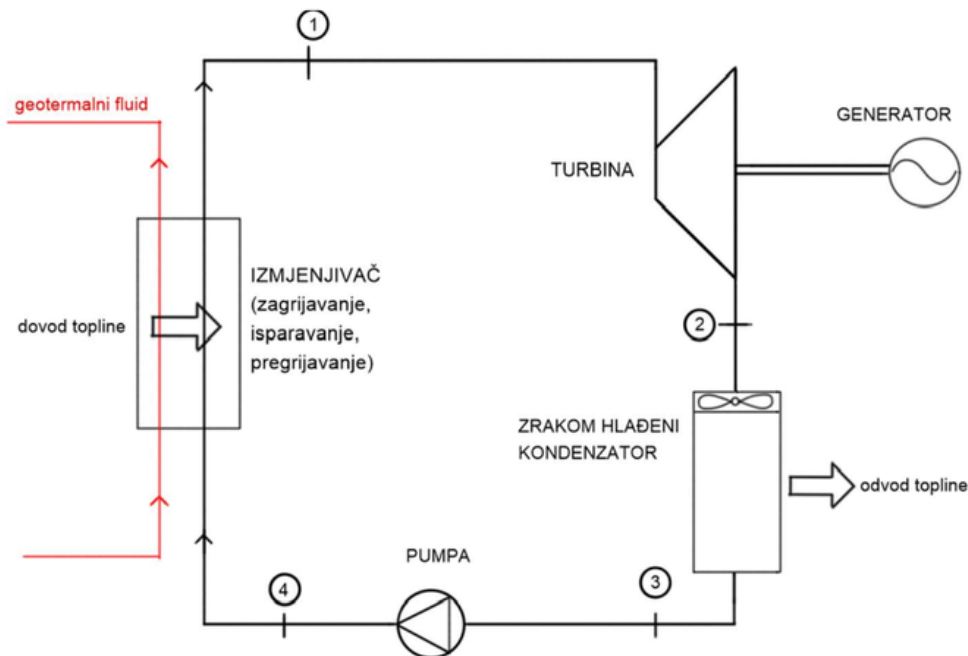 1
geotermalni fluid
GENERATOR
TURBINA
IZMJENJIVAČ
(zagrijavanje,
isparavanje,
pregrijavanje)
dovod topline
2
ZRAKOM HLAĐENI
KONDENZATOR
odvod topline
PUMPA
4
3